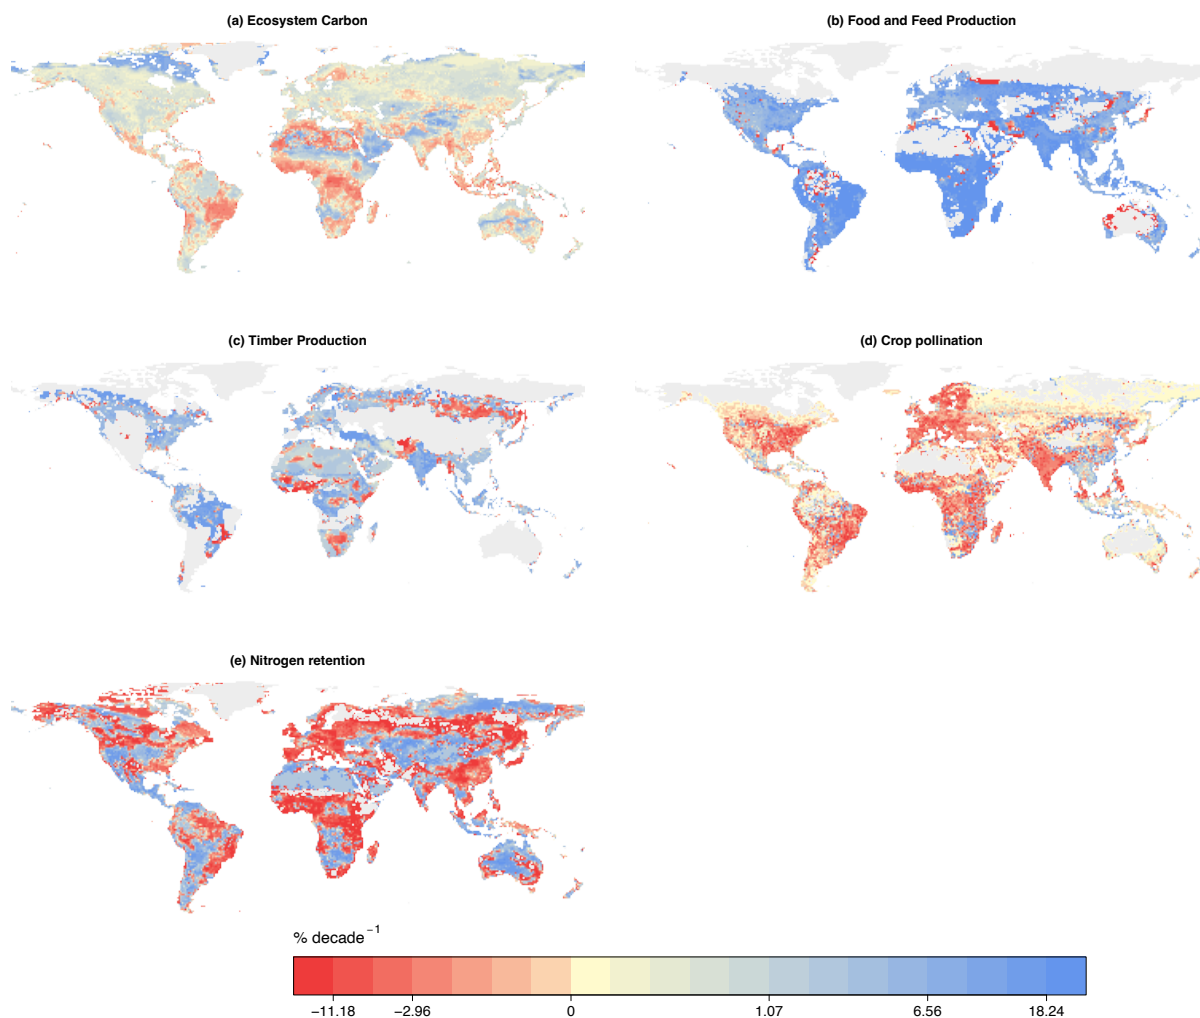 (a) Ecosystem Carbon
(b) Food and Feed Production
(c) Timber Production
(d) Crop pollination
(e) Nitrogen retention
% decade⁻¹
−11.18 −2.96 0 1.07 6.56 18.24